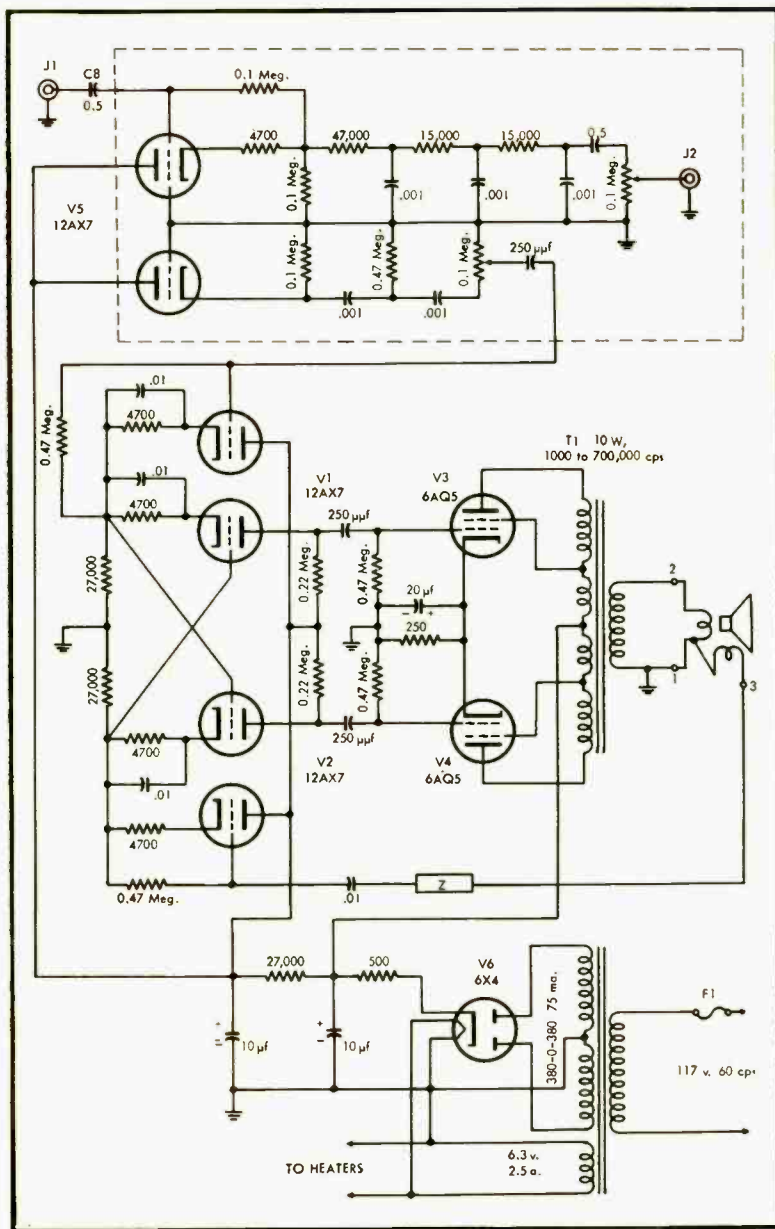 J1
C8
0.5
0.1 Meg.
4700
47,000
15,000
15,000
0.5
J2
0.1 Meg.
.001
.001
.001
0.1 Meg.
V5
12AX7
0.1 Meg.
0.47 Meg.
0.1 Meg.
250 μμf
.001
.001
.01
4700
0.47 Meg.
.01
4700
V1
12AX7
250 μμf
V3
6AQ5
T1 10 W,
1000 to 700,000 cps
27,000
0.22 Meg.
0.47 Meg.
20 μf
– +
250
2
27,000
0.22 Meg.
0.47 Meg.
1
3
4700
250 μμf
V2
12AX7
V4
6AQ5
.01
4700
0.47 Meg.
.01
Z
27,000
500
V6
6X4
380-0-380 75 ma.
F1
+
–
10 μf
+
–
10 μf
117 v. 60 cps
TO HEATERS
6.3 v.
2.5 a.